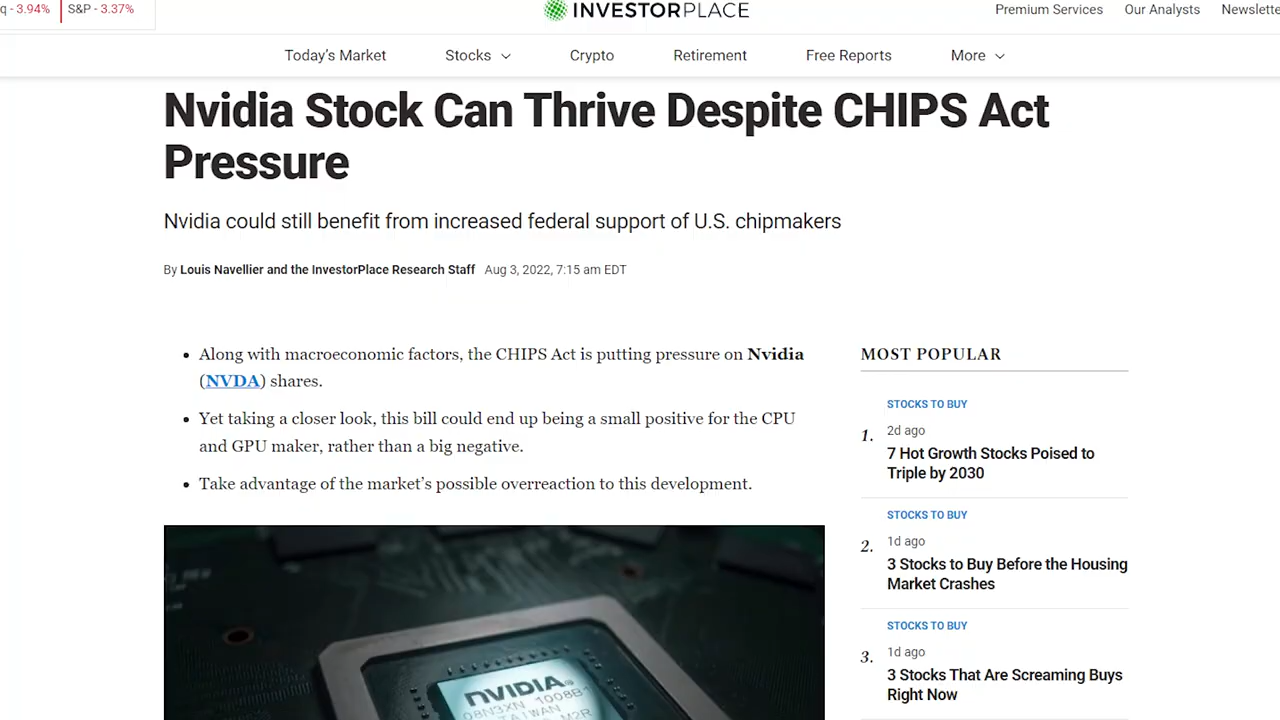 q - 3.94%
S&P - 3.37%
INVESTORPLACE
Premium Services
Our Analysts
Newslette
Today's Market
Stocks
Crypto
Retirement
Free Reports
More
Nvidia Stock Can Thrive Despite CHIPS Act
Pressure
Nvidia could still benefit from increased federal support of U.S. chipmakers
By Louis Navellier and the InvestorPlace Research Staff Aug 3, 2022, 7:15 am EDT
• Along with macroeconomic factors, the CHIPS Act is putting pressure on Nvidia
(NVDA) shares.
• Yet taking a closer look, this bill could end up being a small positive for the CPU
and GPU maker, rather than a big negative.
• Take advantage of the market's possible overreaction to this development.
MOST POPULAR
STOCKS TO BUY
1.
2d ago
7 Hot Growth Stocks Poised to
Triple by 2030
STOCKS TO BUY
2.
1d ago
3 Stocks to Buy Before the Housing
Market Crashes
STOCKS TO BUY
3.
1d ago
3 Stocks That Are Screaming Buys
Right Now
NVIDIA
TAIWAN